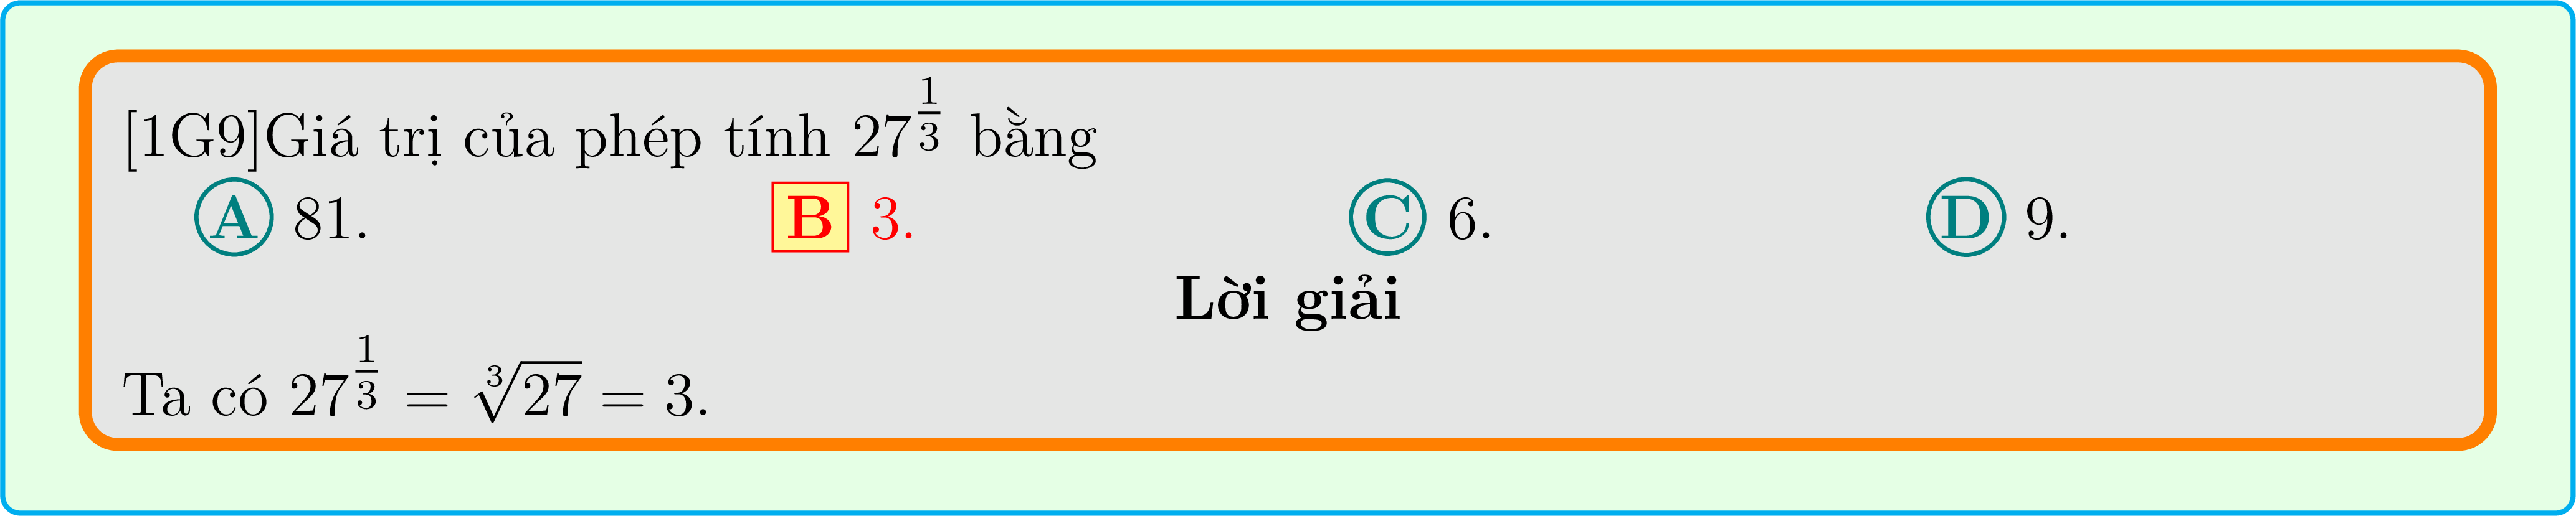 [1G9]Giá trị của phép tính $27^{\frac{1}{3}}$ bằng
A 81. B 3. C 6. D 9.
Lời giải
Ta có $27^{\frac{1}{3}} = \sqrt[3]{27} = 3$.